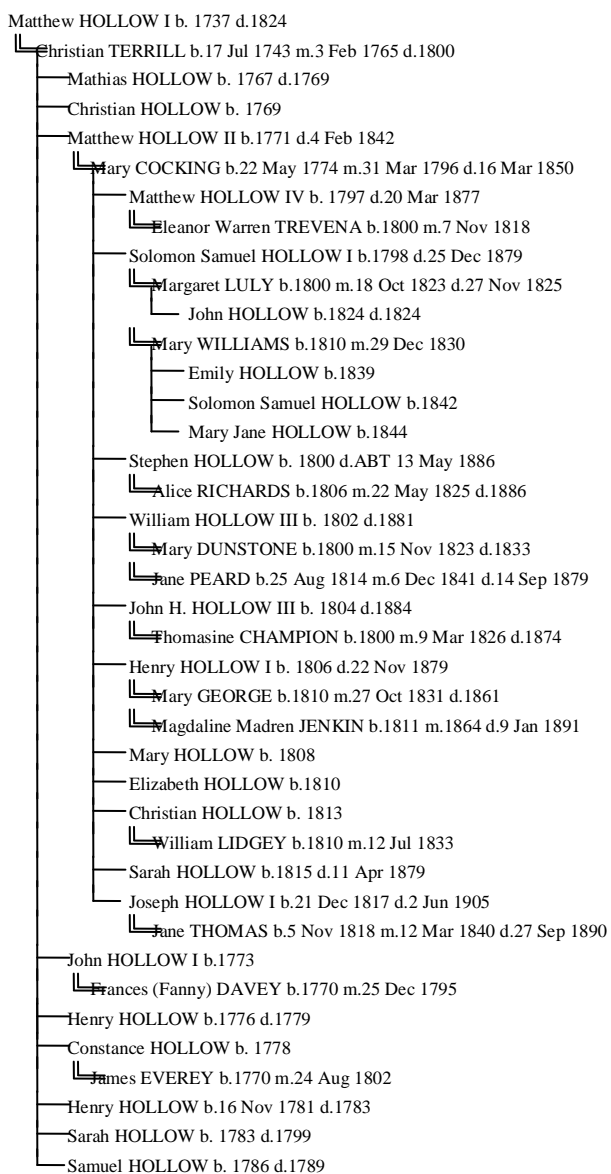 Matthew HOLLOW I b. 1737 d.1824
Christian TERRILL b.17 Jul 1743 m.3 Feb 1765 d.1800
Mathias HOLLOW b. 1767 d.1769
Christian HOLLOW b. 1769
Matthew HOLLOW II b.1771 d.4 Feb 1842
Mary COCKING b.22 May 1774 m.31 Mar 1796 d.16 Mar 1850
Matthew HOLLOW IV b. 1797 d.20 Mar 1877
Eleanor Warren TREVENA b.1800 m.7 Nov 1818
Solomon Samuel HOLLOW I b.1798 d.25 Dec 1879
Margaret LULY b.1800 m.18 Oct 1823 d.27 Nov 1825
John HOLLOW b.1824 d.1824
Mary WILLIAMS b.1810 m.29 Dec 1830
Emily HOLLOW b.1839
Solomon Samuel HOLLOW b.1842
Mary Jane HOLLOW b.1844
Stephen HOLLOW b. 1800 d.ABT 13 May 1886
Alice RICHARDS b.1806 m.22 May 1825 d.1886
William HOLLOW III b. 1802 d.1881
Mary DUNSTONE b.1800 m.15 Nov 1823 d.1833
Jane PEARD b.25 Aug 1814 m.6 Dec 1841 d.14 Sep 1879
John H. HOLLOW III b. 1804 d.1884
Thomasine CHAMPION b.1800 m.9 Mar 1826 d.1874
Henry HOLLOW I b. 1806 d.22 Nov 1879
Mary GEORGE b.1810 m.27 Oct 1831 d.1861
Magdaline Madren JENKIN b.1811 m.1864 d.9 Jan 1891
Mary HOLLOW b. 1808
Elizabeth HOLLOW b.1810
Christian HOLLOW b. 1813
William LIDGEY b.1810 m.12 Jul 1833
Sarah HOLLOW b.1815 d.11 Apr 1879
Joseph HOLLOW I b.21 Dec 1817 d.2 Jun 1905
Jane THOMAS b.5 Nov 1818 m.12 Mar 1840 d.27 Sep 1890
John HOLLOW I b.1773
Frances (Fanny) DAVEY b.1770 m.25 Dec 1795
Henry HOLLOW b.1776 d.1779
Constance HOLLOW b. 1778
James EVEREY b.1770 m.24 Aug 1802
Henry HOLLOW b.16 Nov 1781 d.1783
Sarah HOLLOW b. 1783 d.1799
Samuel HOLLOW b. 1786 d.1789